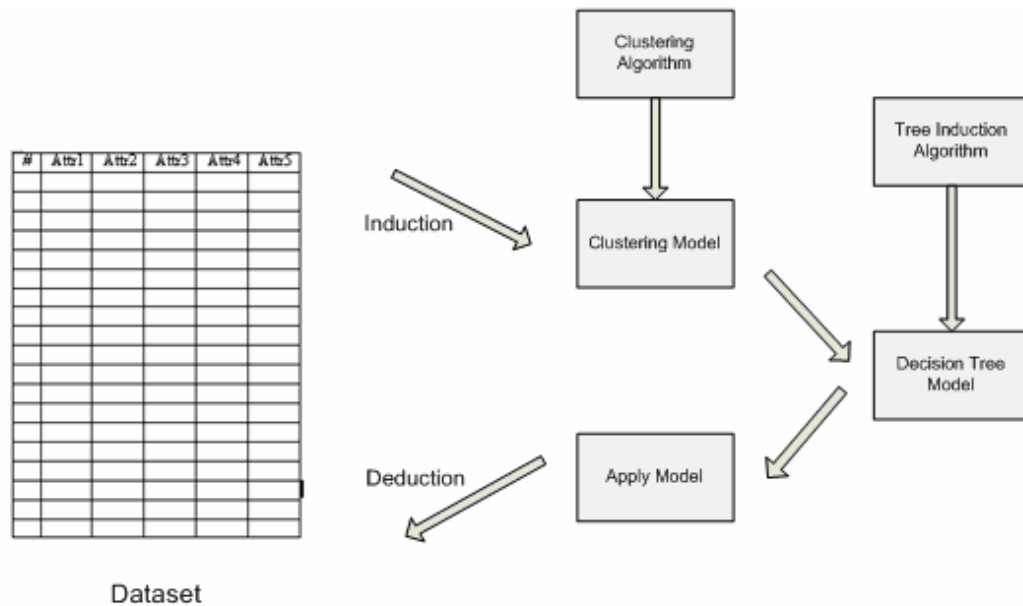 Clustering
Algorithm
Tree Induction
Algorithm
# Attr1 Attr2 Attr3 Attr4 Attr5
Induction
Clustering Model
Decision Tree
Model
Deduction
Apply Model
Dataset